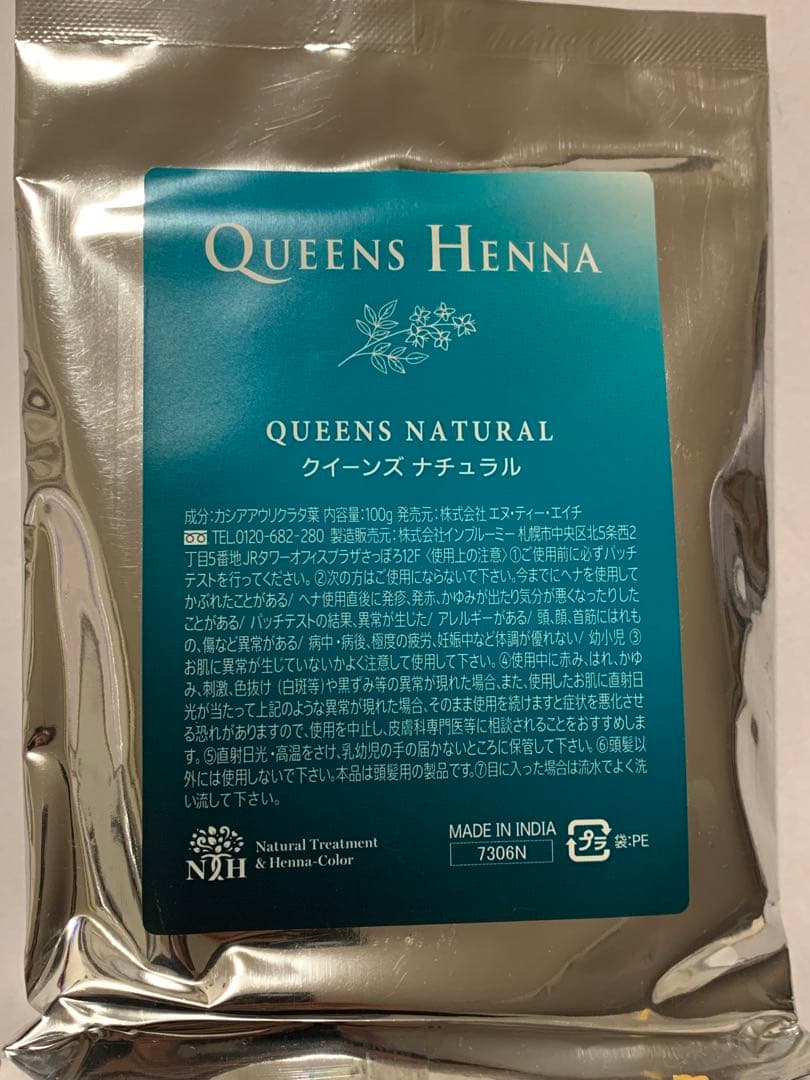 QUEENS HENNA
QUEENS NATURAL
クイーンズ ナチュラル
成分:カシアアウリクラタ葉 内容量:100g 発売元:株式会社 エヌ・ティー・エイチ
TEL.0120-682-280 製造販売元:株式会社インブルーミー 札幌市中央区北5条西2
丁目5番地JRタワーオフィスプラザさっぽろ12F 〈使用上の注意〉①ご使用前に必ずパッチ
テストを行ってください。②次の方はご使用にならないで下さい。今までにヘナを使用して
かぶれたことがある/ ヘナ使用直後に発疹、発赤、かゆみが出たり気分が悪くなったりした
ことがある/ パッチテストの結果、異常が生じた/ アレルギーがある/ 頭、顔、首筋にはれも
の、傷など異常がある/ 病中・病後、極度の疲労、妊娠中など体調が優れない/ 幼小児 ③
お肌に異常が生じていないかよく注意して使用して下さい。④使用中に赤み、はれ、かゆ
み、刺激、色抜け (白斑等)や黒ずみ等の異常が現れた場合、また、使用したお肌に直射日
光が当たって上記のような異常が現れた場合、そのまま使用を続けますと症状を悪化させ
る恐れがありますので、使用を中止し、皮膚科専門医等に相談されることをおすすめしま
す。⑤直射日光・高温をさけ、乳幼児の手の届かないところに保管して下さい。⑥頭髪以
外には使用しないで下さい。本品は頭髪用の製品です。⑦目に入った場合は流水でよく洗
い流して下さい。
NTH
Natural Treatment
& Henna-Color
MADE IN INDIA
7306N
プラ 袋:PE